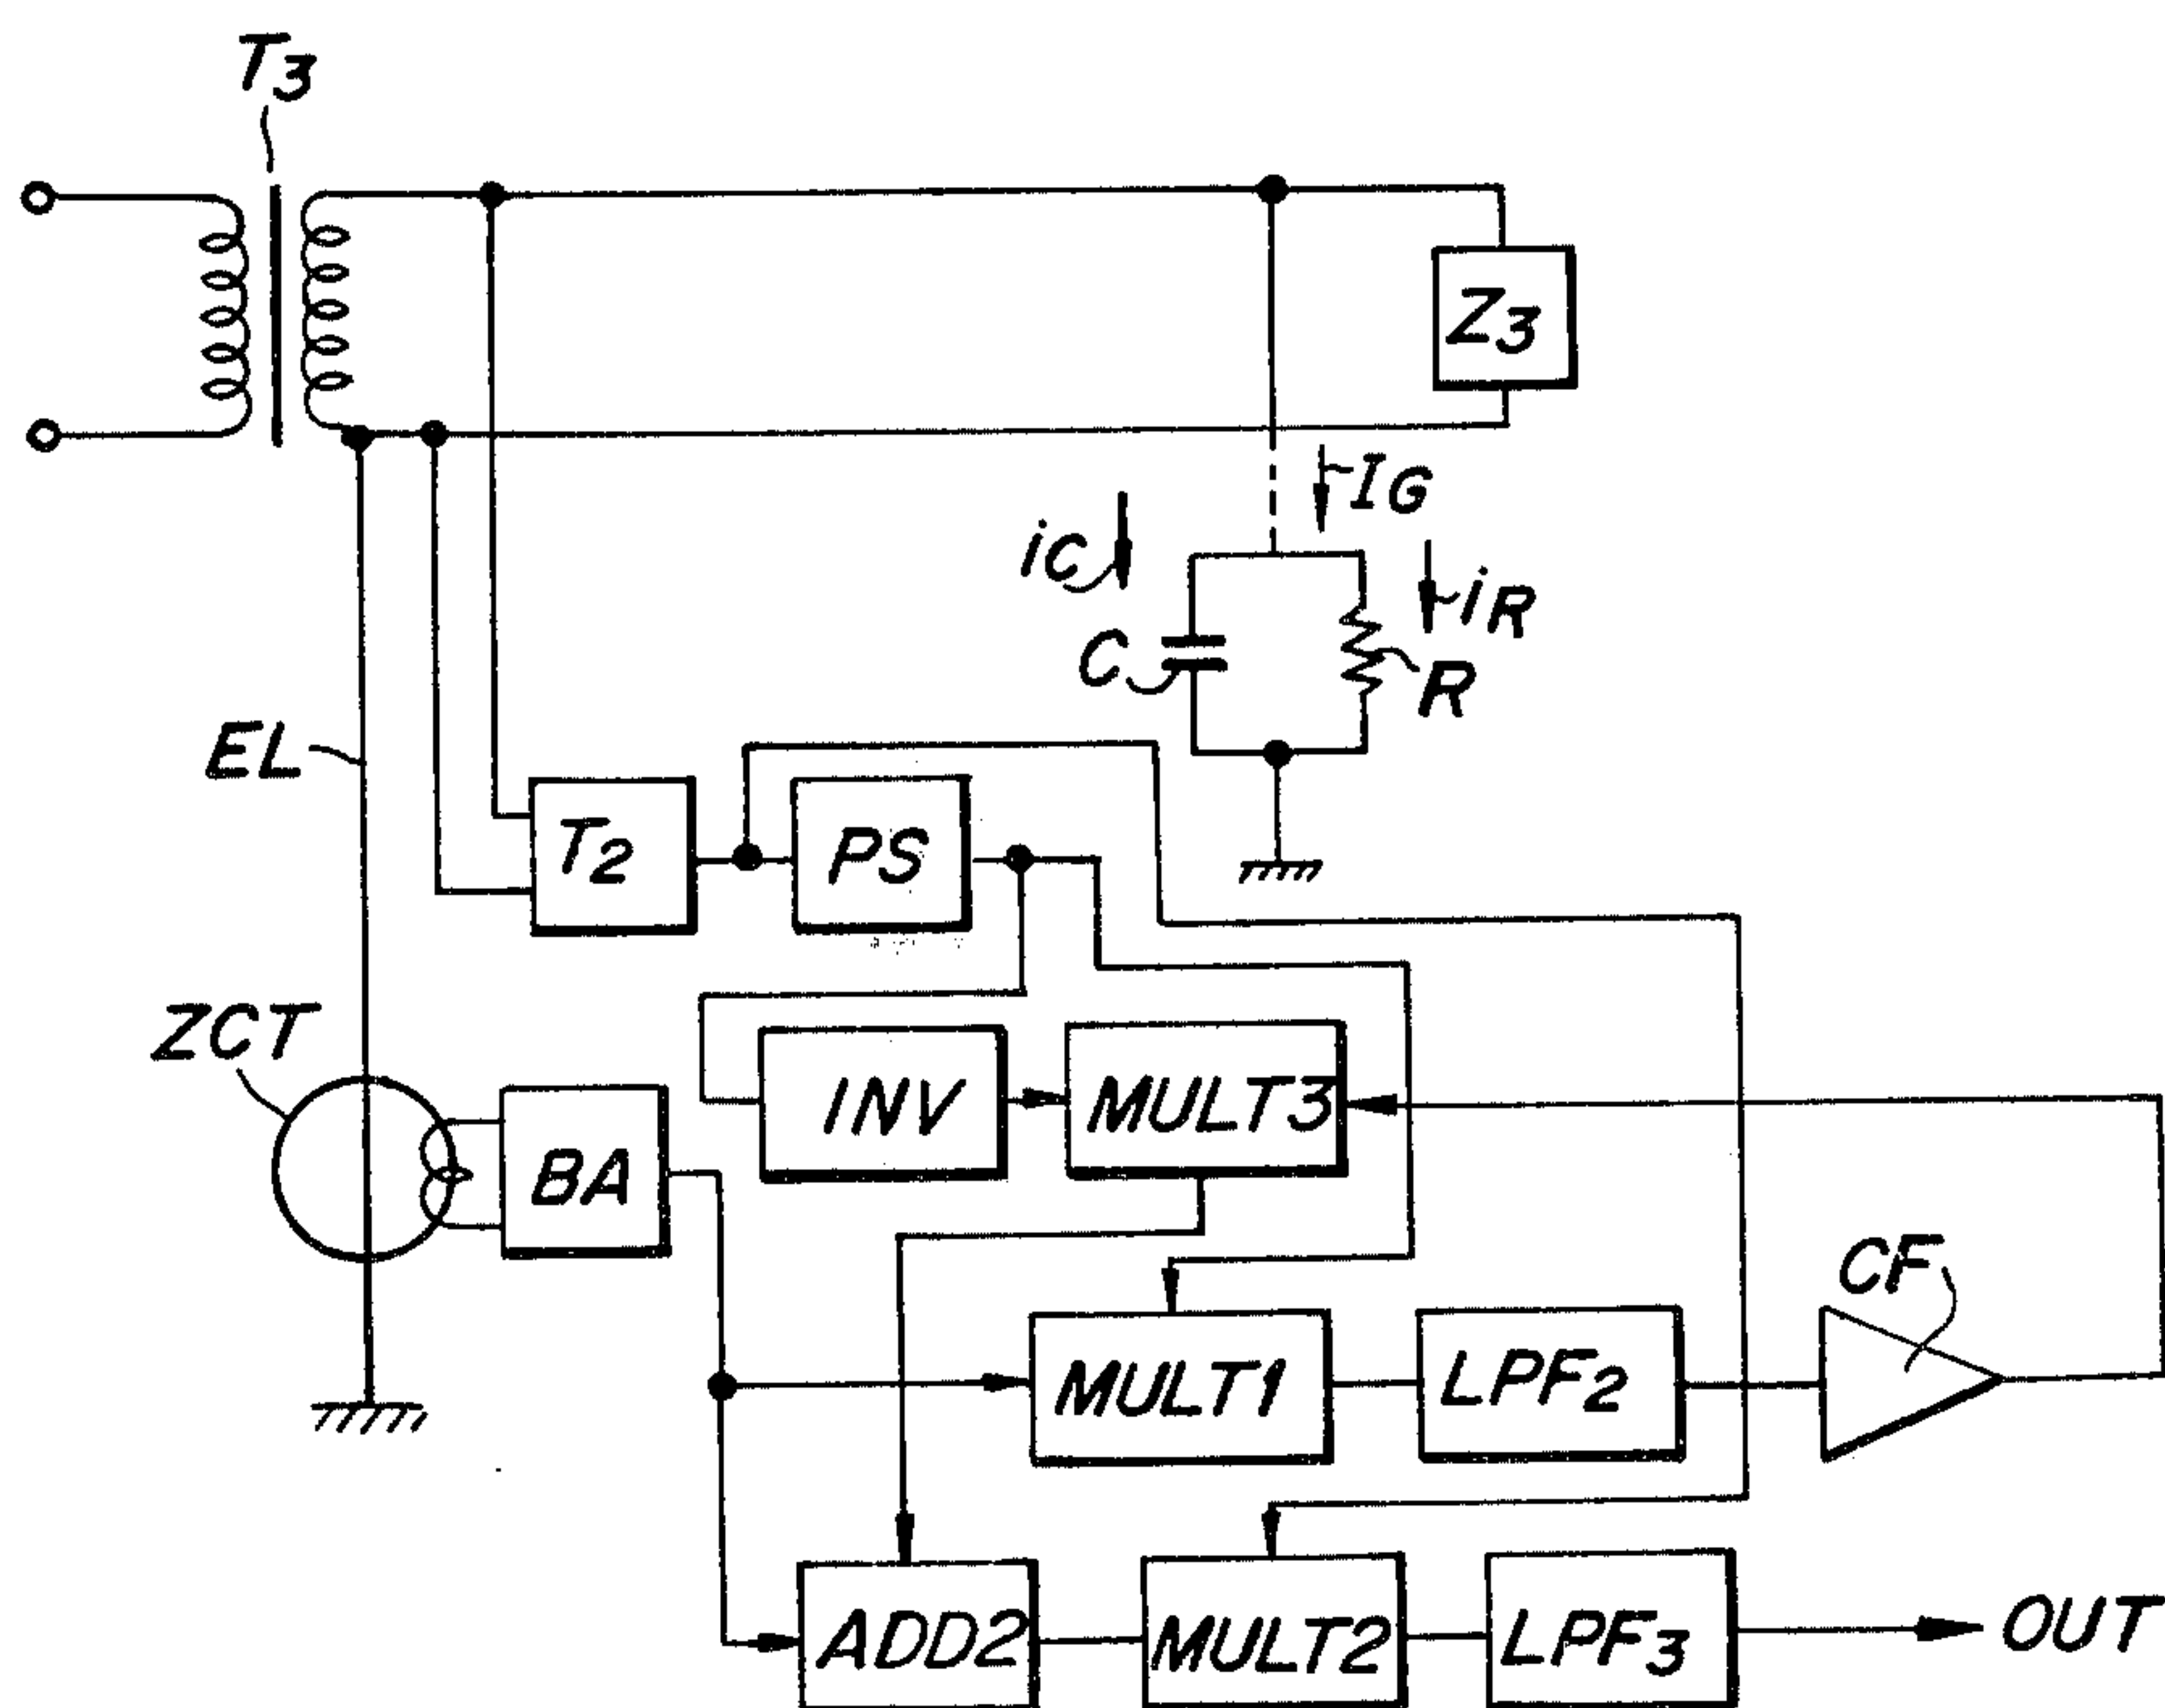 T3
Z3
IG
iC
iR
C
R
EL
T2
PS
ZCT
INV
MULT3
BA
CF
MULT1
LPF2
ADD2
MULT2
LPF3
OUT